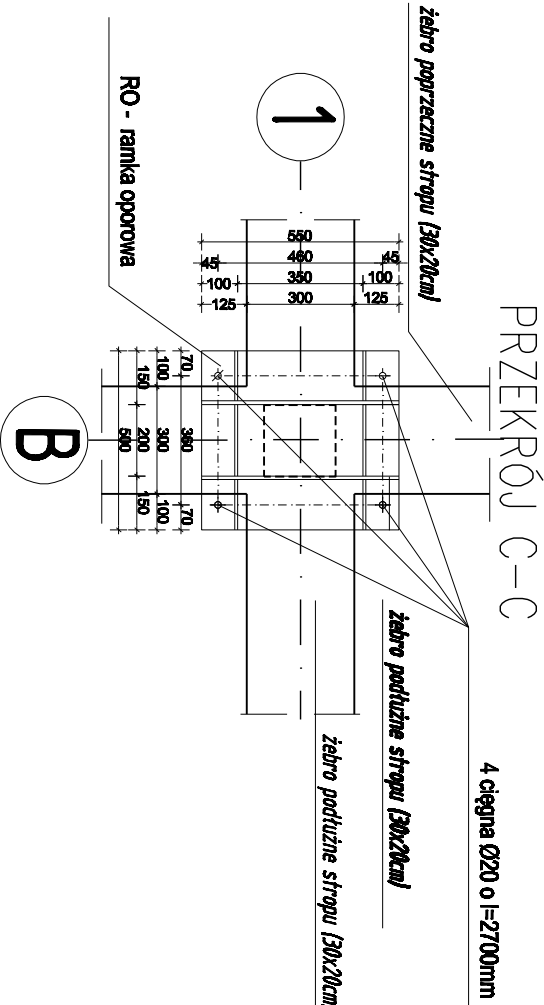 PRZEKRÓJ C-C
4 cięgna Ø20 o l=2700mm
żebro poprzeczne stropu (30x20cm)
żebro podłużne stropu (30x20cm)
żebro podłużne stropu (30x20cm
RO - ramka oporowa
1
B
550
45 460 45
100 350 100
125 300 125
70 360 70
100 300 100
150 200 150
500